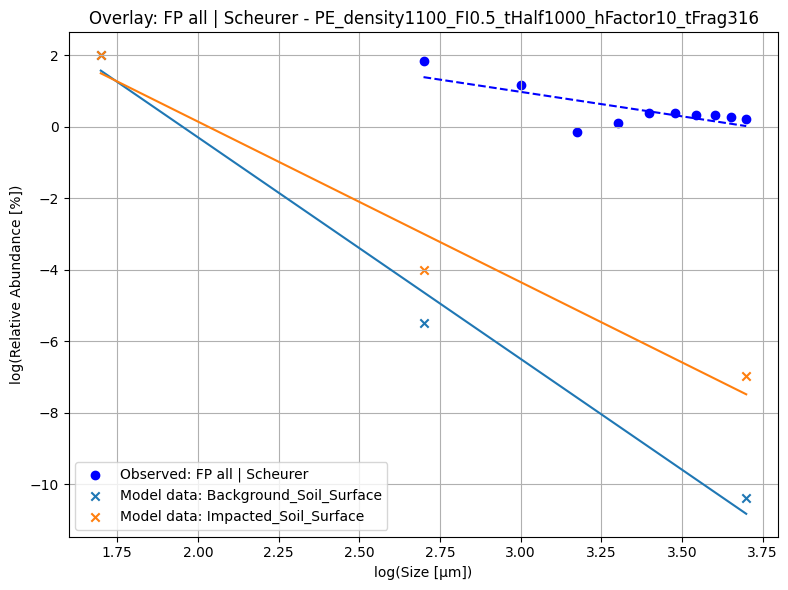 Overlay: FP all | Scheurer - PE_density1100_FI0.5_tHalf1000_hFactor10_tFrag316
log(Relative Abundance [%])
2
0
−2
−4
−6
−8
−10
Observed: FP all | Scheurer
Model data: Background_Soil_Surface
Model data: Impacted_Soil_Surface
1.75 2.00 2.25 2.50 2.75 3.00 3.25 3.50 3.75
log(Size [µm])